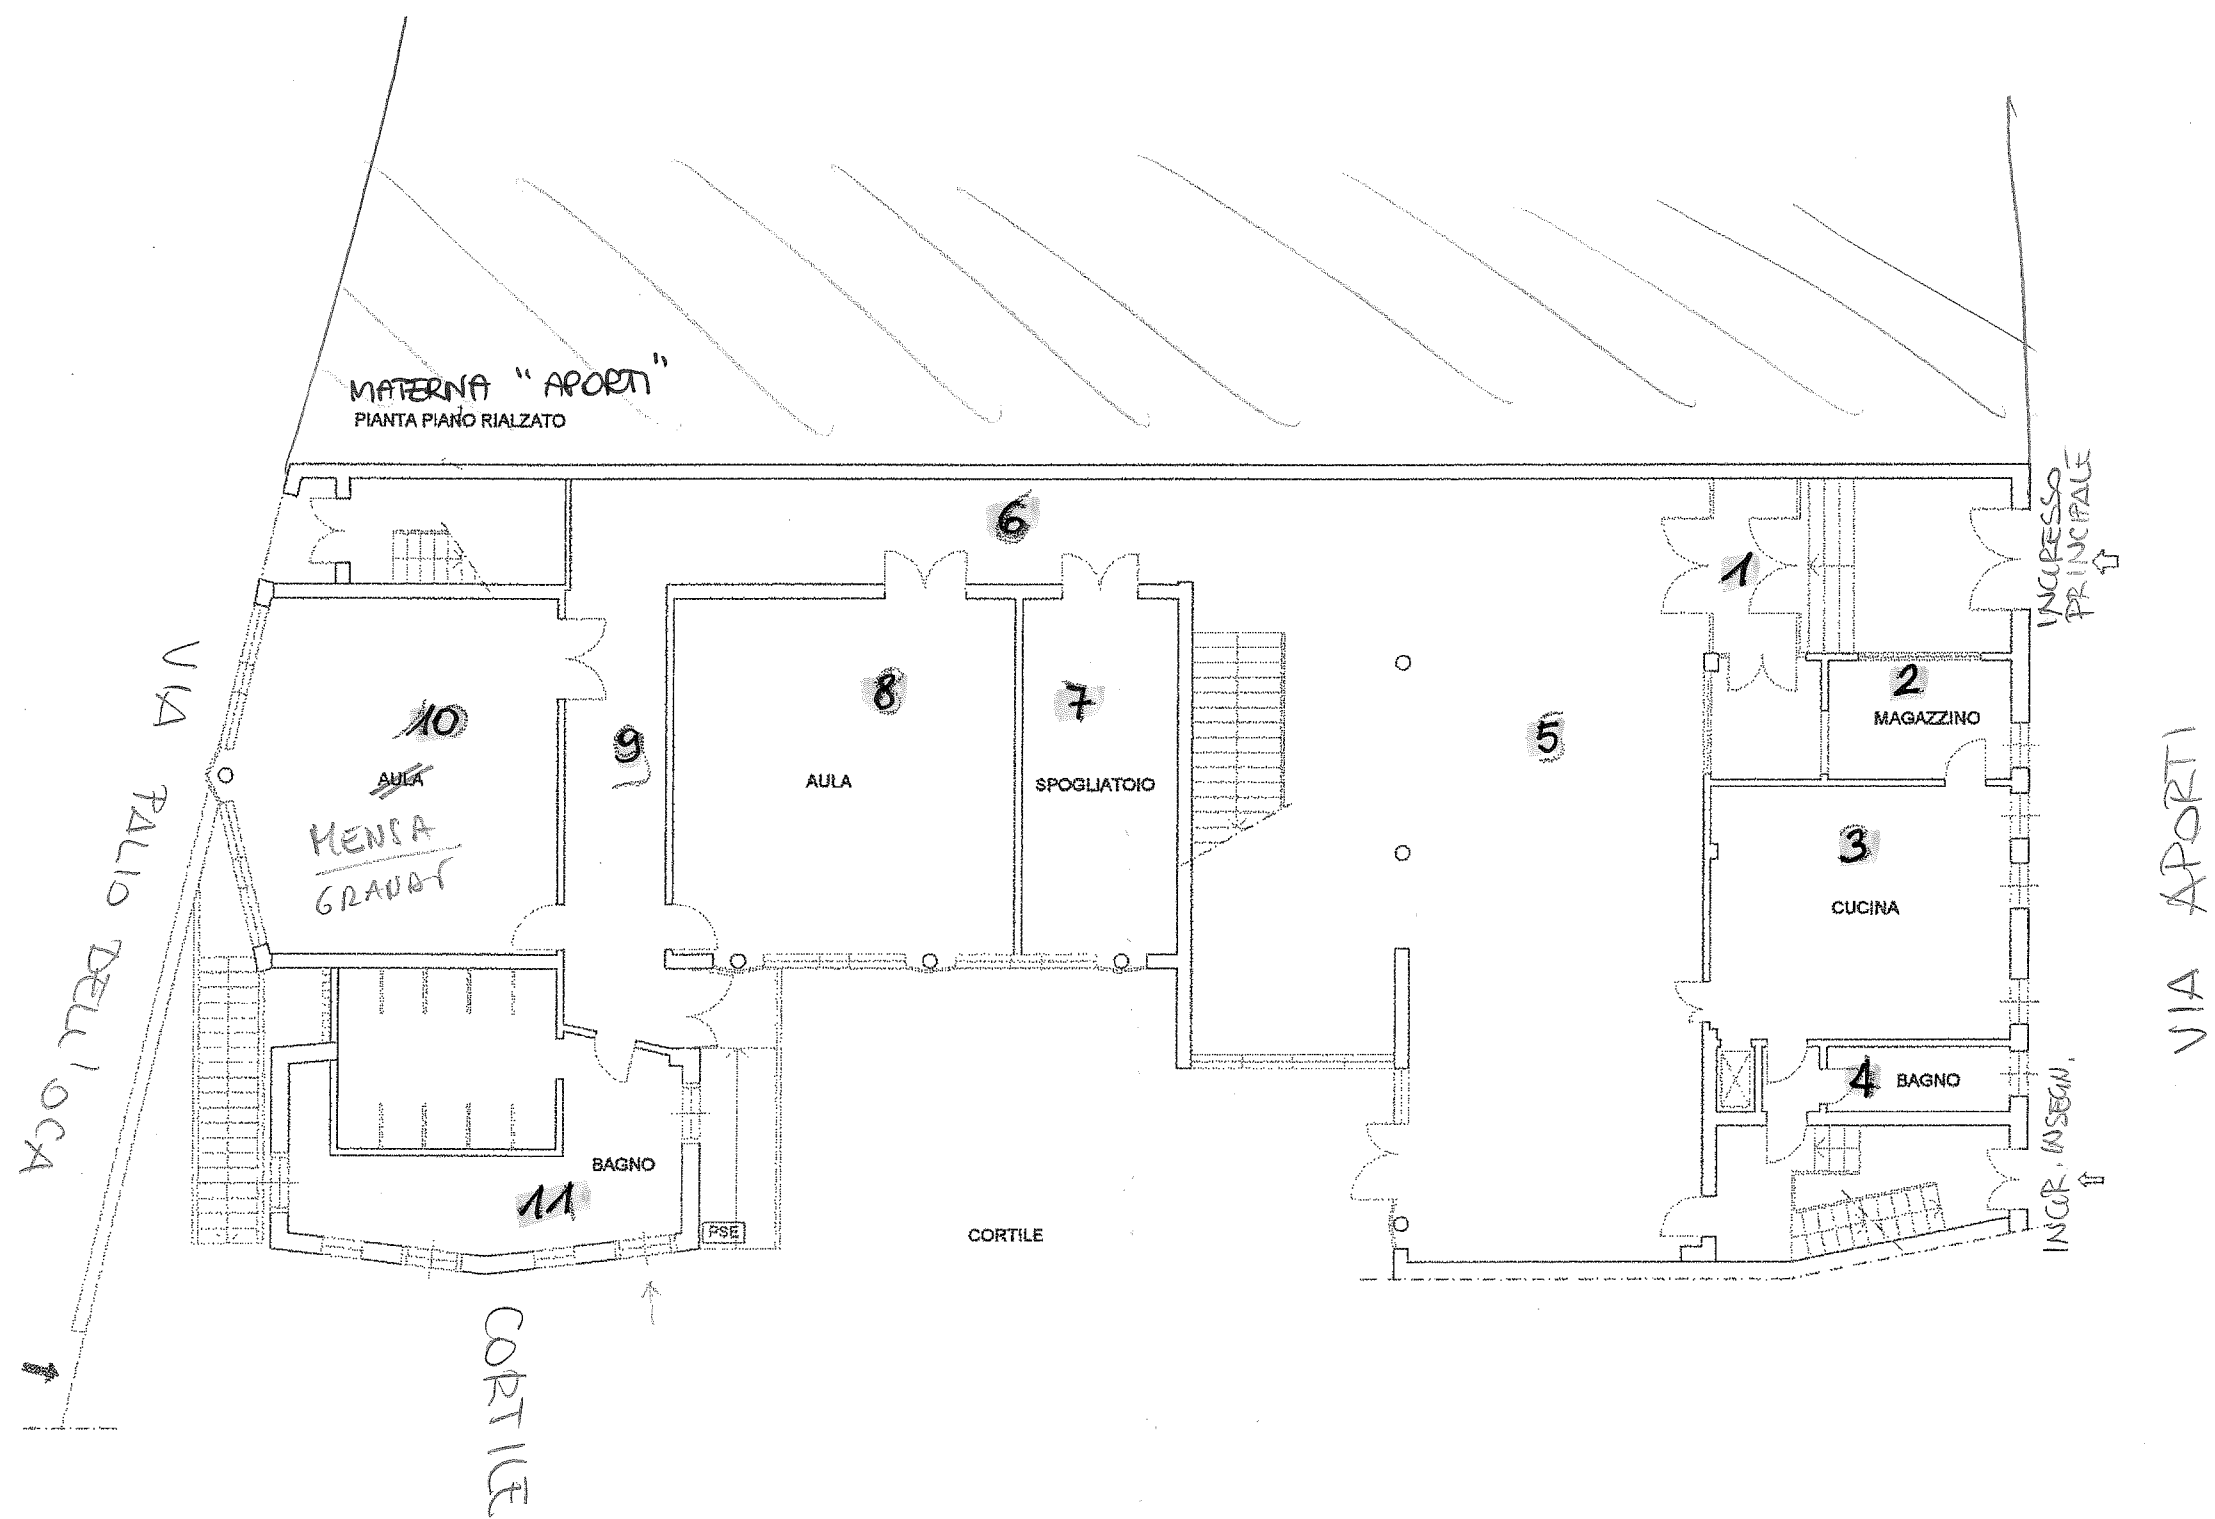 MATERNA "APORTI"
PIANTA PIANO RIALZATO
6
1
INGRESSO
PRINCIPALE
2
MAGAZZINO
10
AULA
MENSA
9
8
AULA
7
SPOGLIATOIO
5
3
CUCINA
4
BAGNO
INGR. INSEGN.
VIA APORTI
VIA PALIO DELL'OCA
BAGNO
11
PSE
CORTILE
CORTILE